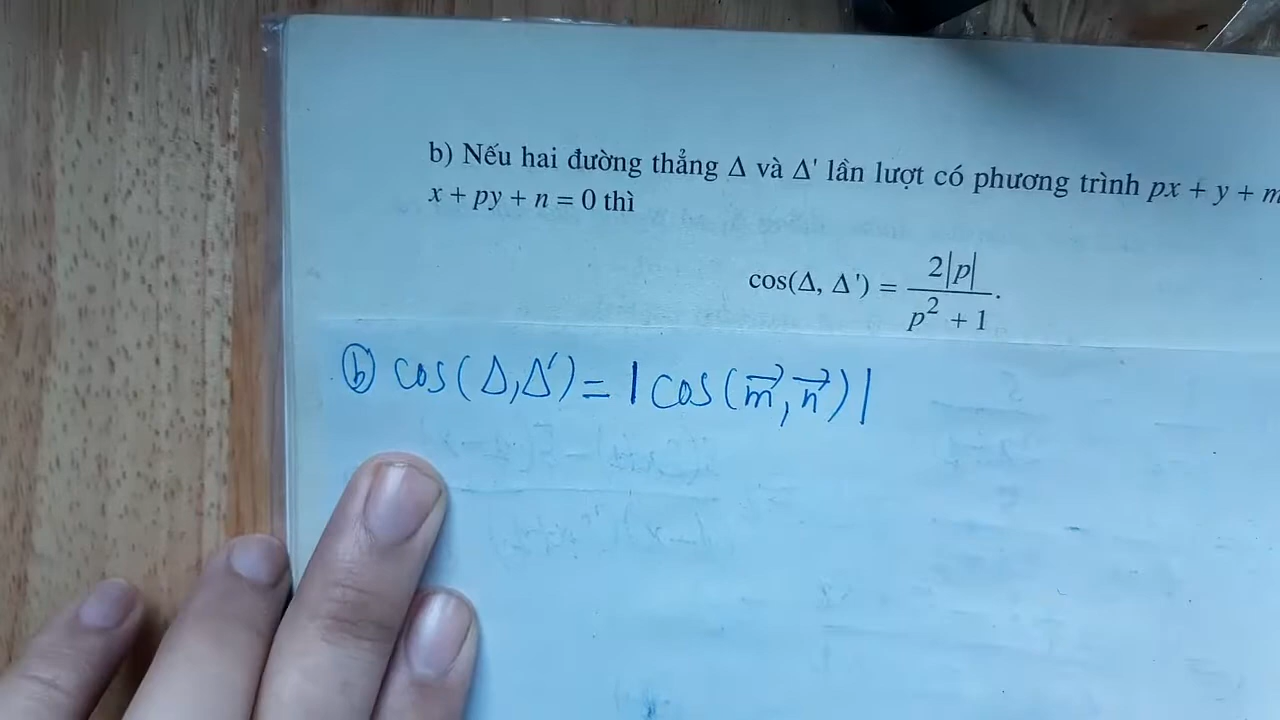 b) Nếu hai đường thẳng Δ và Δ' lần lượt có phương trình px + y + m
x + py + n = 0 thì
cos(Δ, Δ') = 2|p| / (p² + 1).
ⓑ cos(Δ,Δ') = |cos(m⃗,n⃗)|